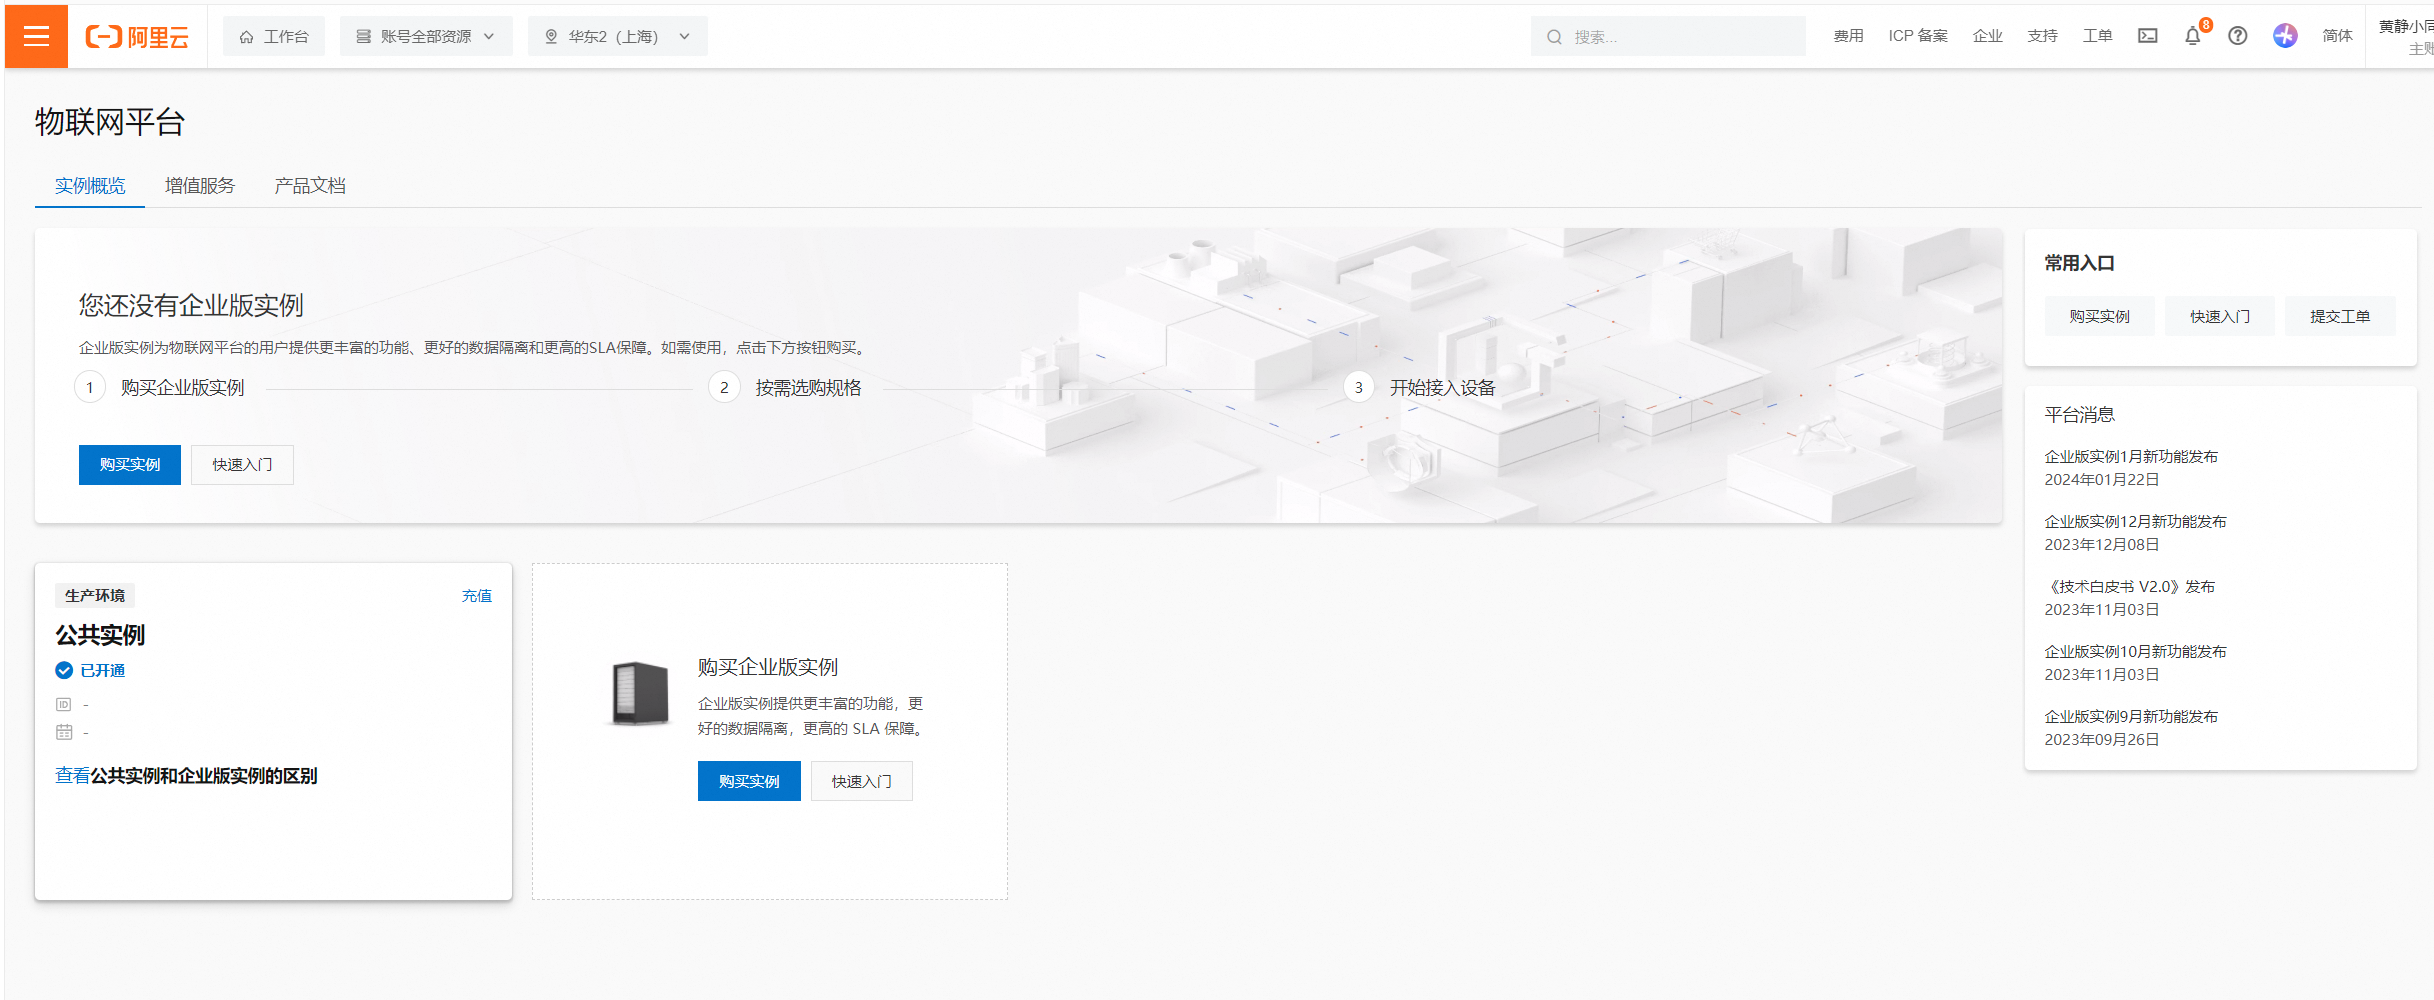 阿里云
工作台
账号全部资源
华东2（上海）
搜索...
费用
ICP 备案
企业
支持
工单
8
简体
黄静小同
主账
物联网平台
实例概览
增值服务
产品文档
您还没有企业版实例
企业版实例为物联网平台的用户提供更丰富的功能、更好的数据隔离和更高的SLA保障。如需使用，点击下方按钮购买。
1 购买企业版实例
2 按需选购规格
3 开始接入设备
购买实例
快速入门
常用入口
购买实例
快速入门
提交工单
平台消息
企业版实例1月新功能发布
2024年01月22日
企业版实例12月新功能发布
2023年12月08日
《技术白皮书 V2.0》发布
2023年11月03日
企业版实例10月新功能发布
2023年11月03日
企业版实例9月新功能发布
2023年09月26日
生产环境
充值
公共实例
已开通
ID -
-
查看公共实例和企业版实例的区别
购买企业版实例
企业版实例提供更丰富的功能，更
好的数据隔离，更高的 SLA 保障。
购买实例
快速入门